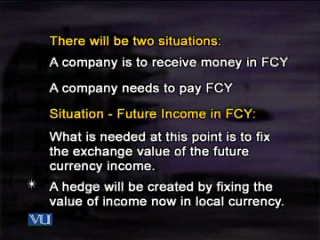 There will be two situations:
A company is to receive money in FCY
A company needs to pay FCY
Situation - Future Income in FCY:
What is needed at this point is to fix
the exchange value of the future
currency income.
* A hedge will be created by fixing the
value of income now in local currency.
VU